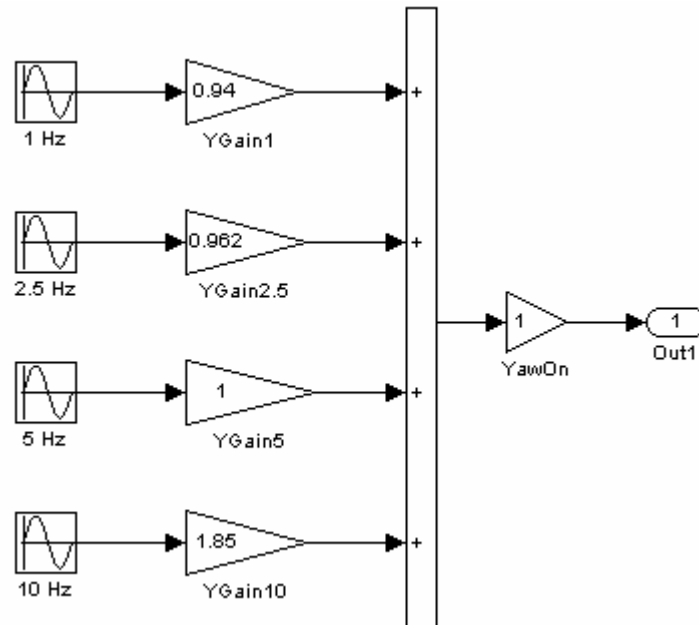 0.94
+
1 Hz
YGain1
0.962
+
2.5 Hz
YGain2.5
1
1
YawOn
Out1
1
+
5 Hz
YGain5
1.85
+
10 Hz
YGain10